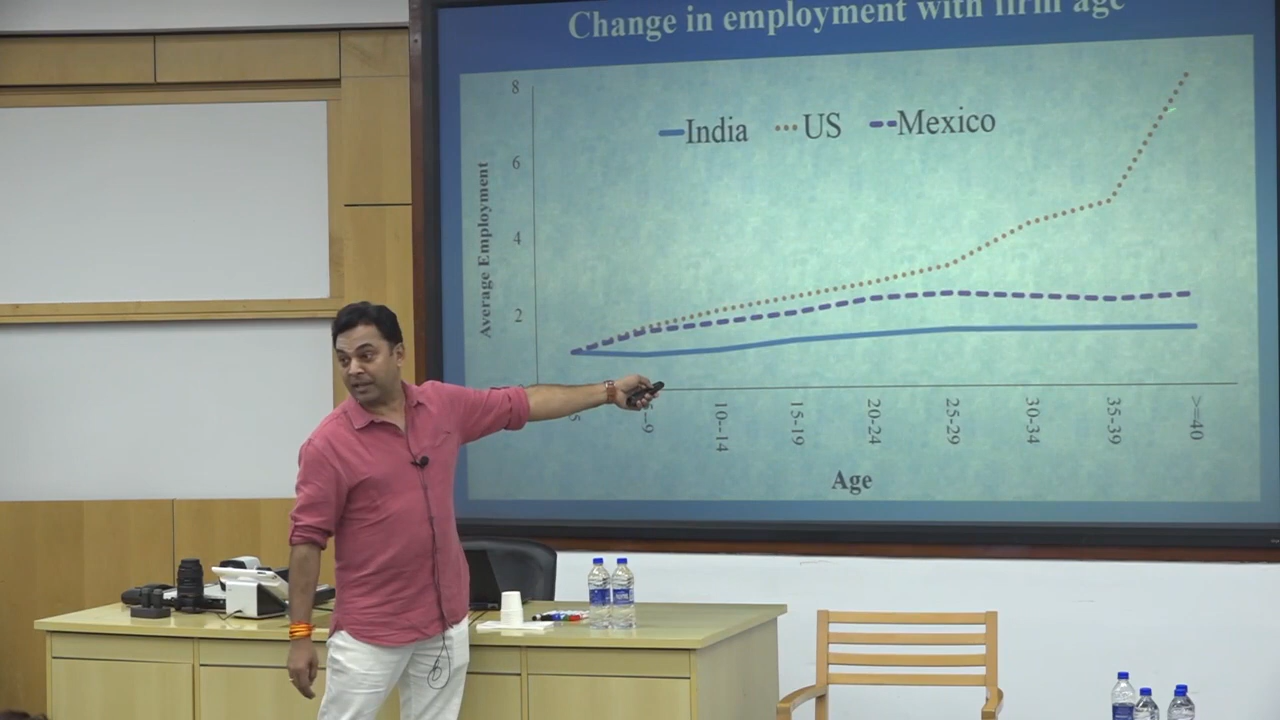 Change in employment with firm age
8
India US Mexico
6
Average Employment
4
2
10--14
15-19
20-24
25-29
30-34
35-39
>=40
Age